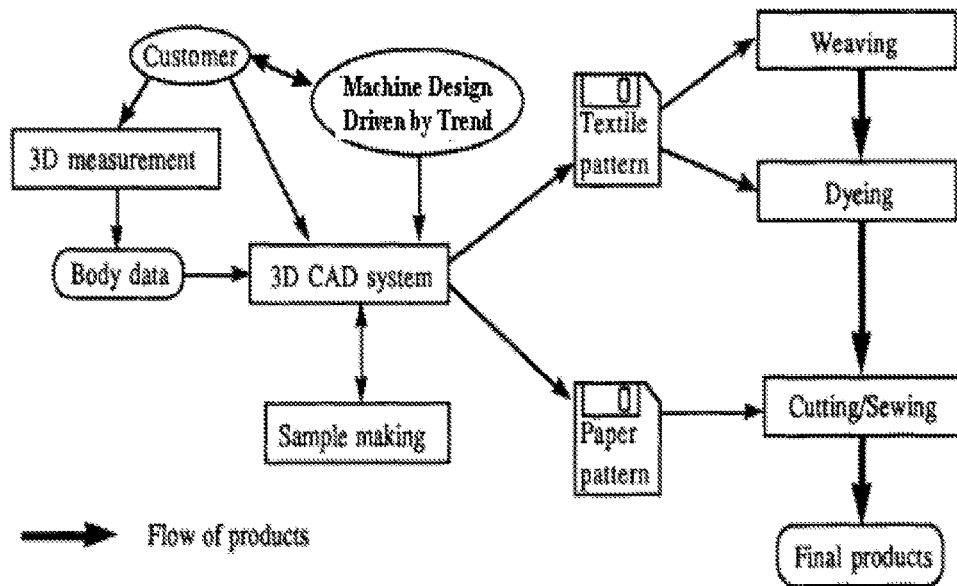 Customer
Machine Design
Driven by Trend
3D measurement
Body data
3D CAD system
Sample making
Textile
pattern
Paper
pattern
Weaving
Dyeing
Cutting/Sewing
Final products
Flow of products